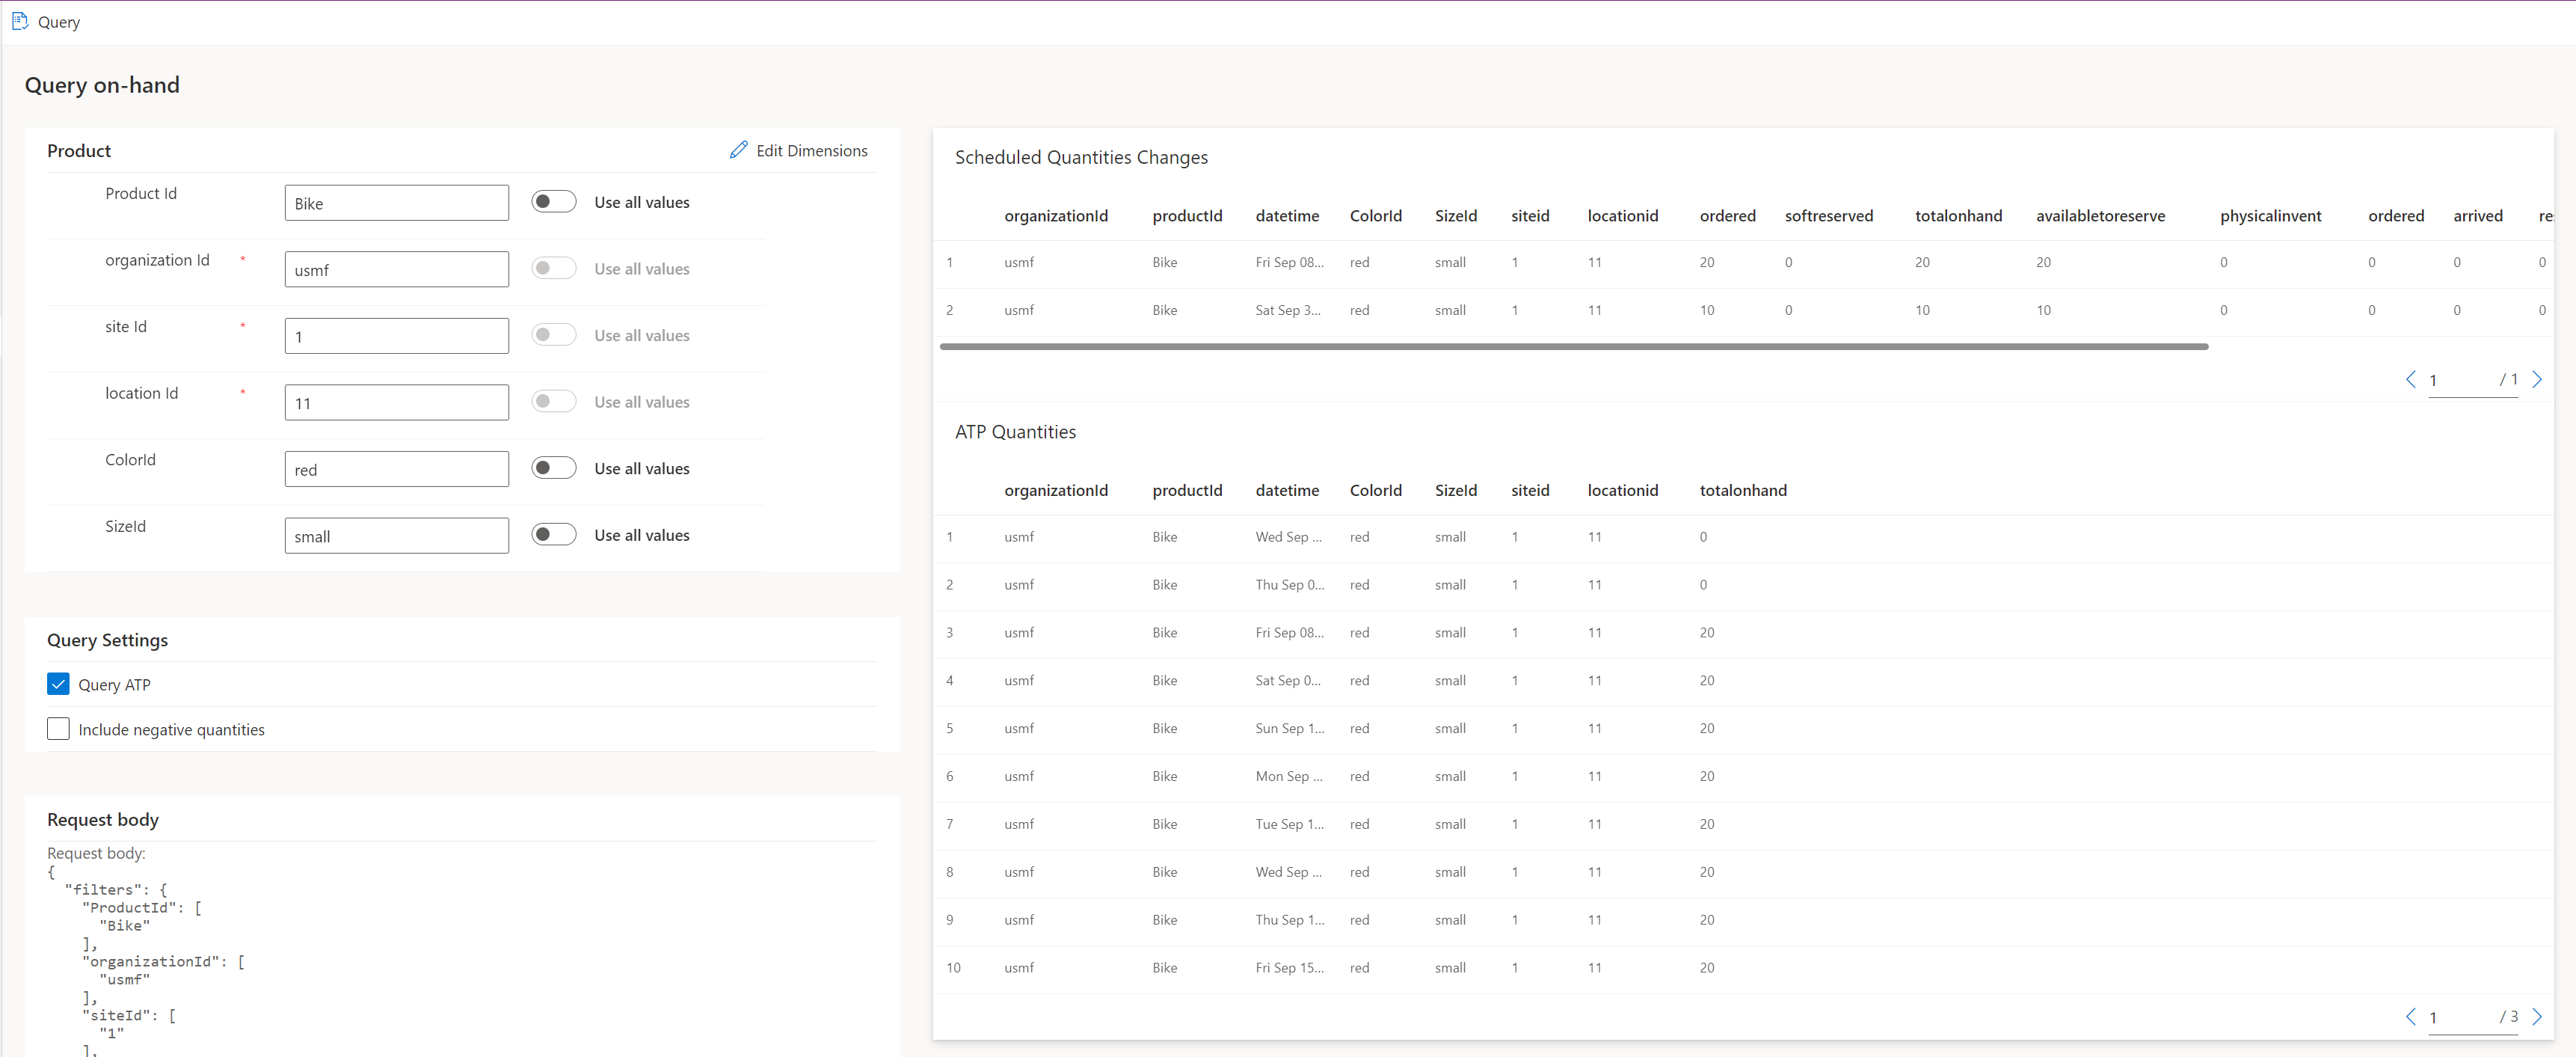 Query
Query on-hand
Product
Edit Dimensions
Product Id
Bike
Use all values
organization Id *
usmf
Use all values
site Id *
1
Use all values
location Id *
11
Use all values
ColorId
red
Use all values
SizeId
small
Use all values
Query Settings
Query ATP
Include negative quantities
Request body
Request body:
{
"filters": {
"ProductId": [
"Bike"
],
"organizationId": [
"usmf"
],
"siteId": [
"1"
],
Scheduled Quantities Changes
organizationId productId datetime ColorId SizeId siteid locationid ordered softreserved totalonhand availabletoreserve physicalinvent ordered arrived re
1 usmf Bike Fri Sep 08... red small 1 11 20 0 20 20 0 0 0 0
2 usmf Bike Sat Sep 3... red small 1 11 10 0 10 10 0 0 0 0
1 / 1
ATP Quantities
organizationId productId datetime ColorId SizeId siteid locationid totalonhand
1 usmf Bike Wed Sep ... red small 1 11 0
2 usmf Bike Thu Sep 0... red small 1 11 0
3 usmf Bike Fri Sep 08... red small 1 11 20
4 usmf Bike Sat Sep 0... red small 1 11 20
5 usmf Bike Sun Sep 1... red small 1 11 20
6 usmf Bike Mon Sep ... red small 1 11 20
7 usmf Bike Tue Sep 1... red small 1 11 20
8 usmf Bike Wed Sep ... red small 1 11 20
9 usmf Bike Thu Sep 1... red small 1 11 20
10 usmf Bike Fri Sep 15... red small 1 11 20
1 / 3